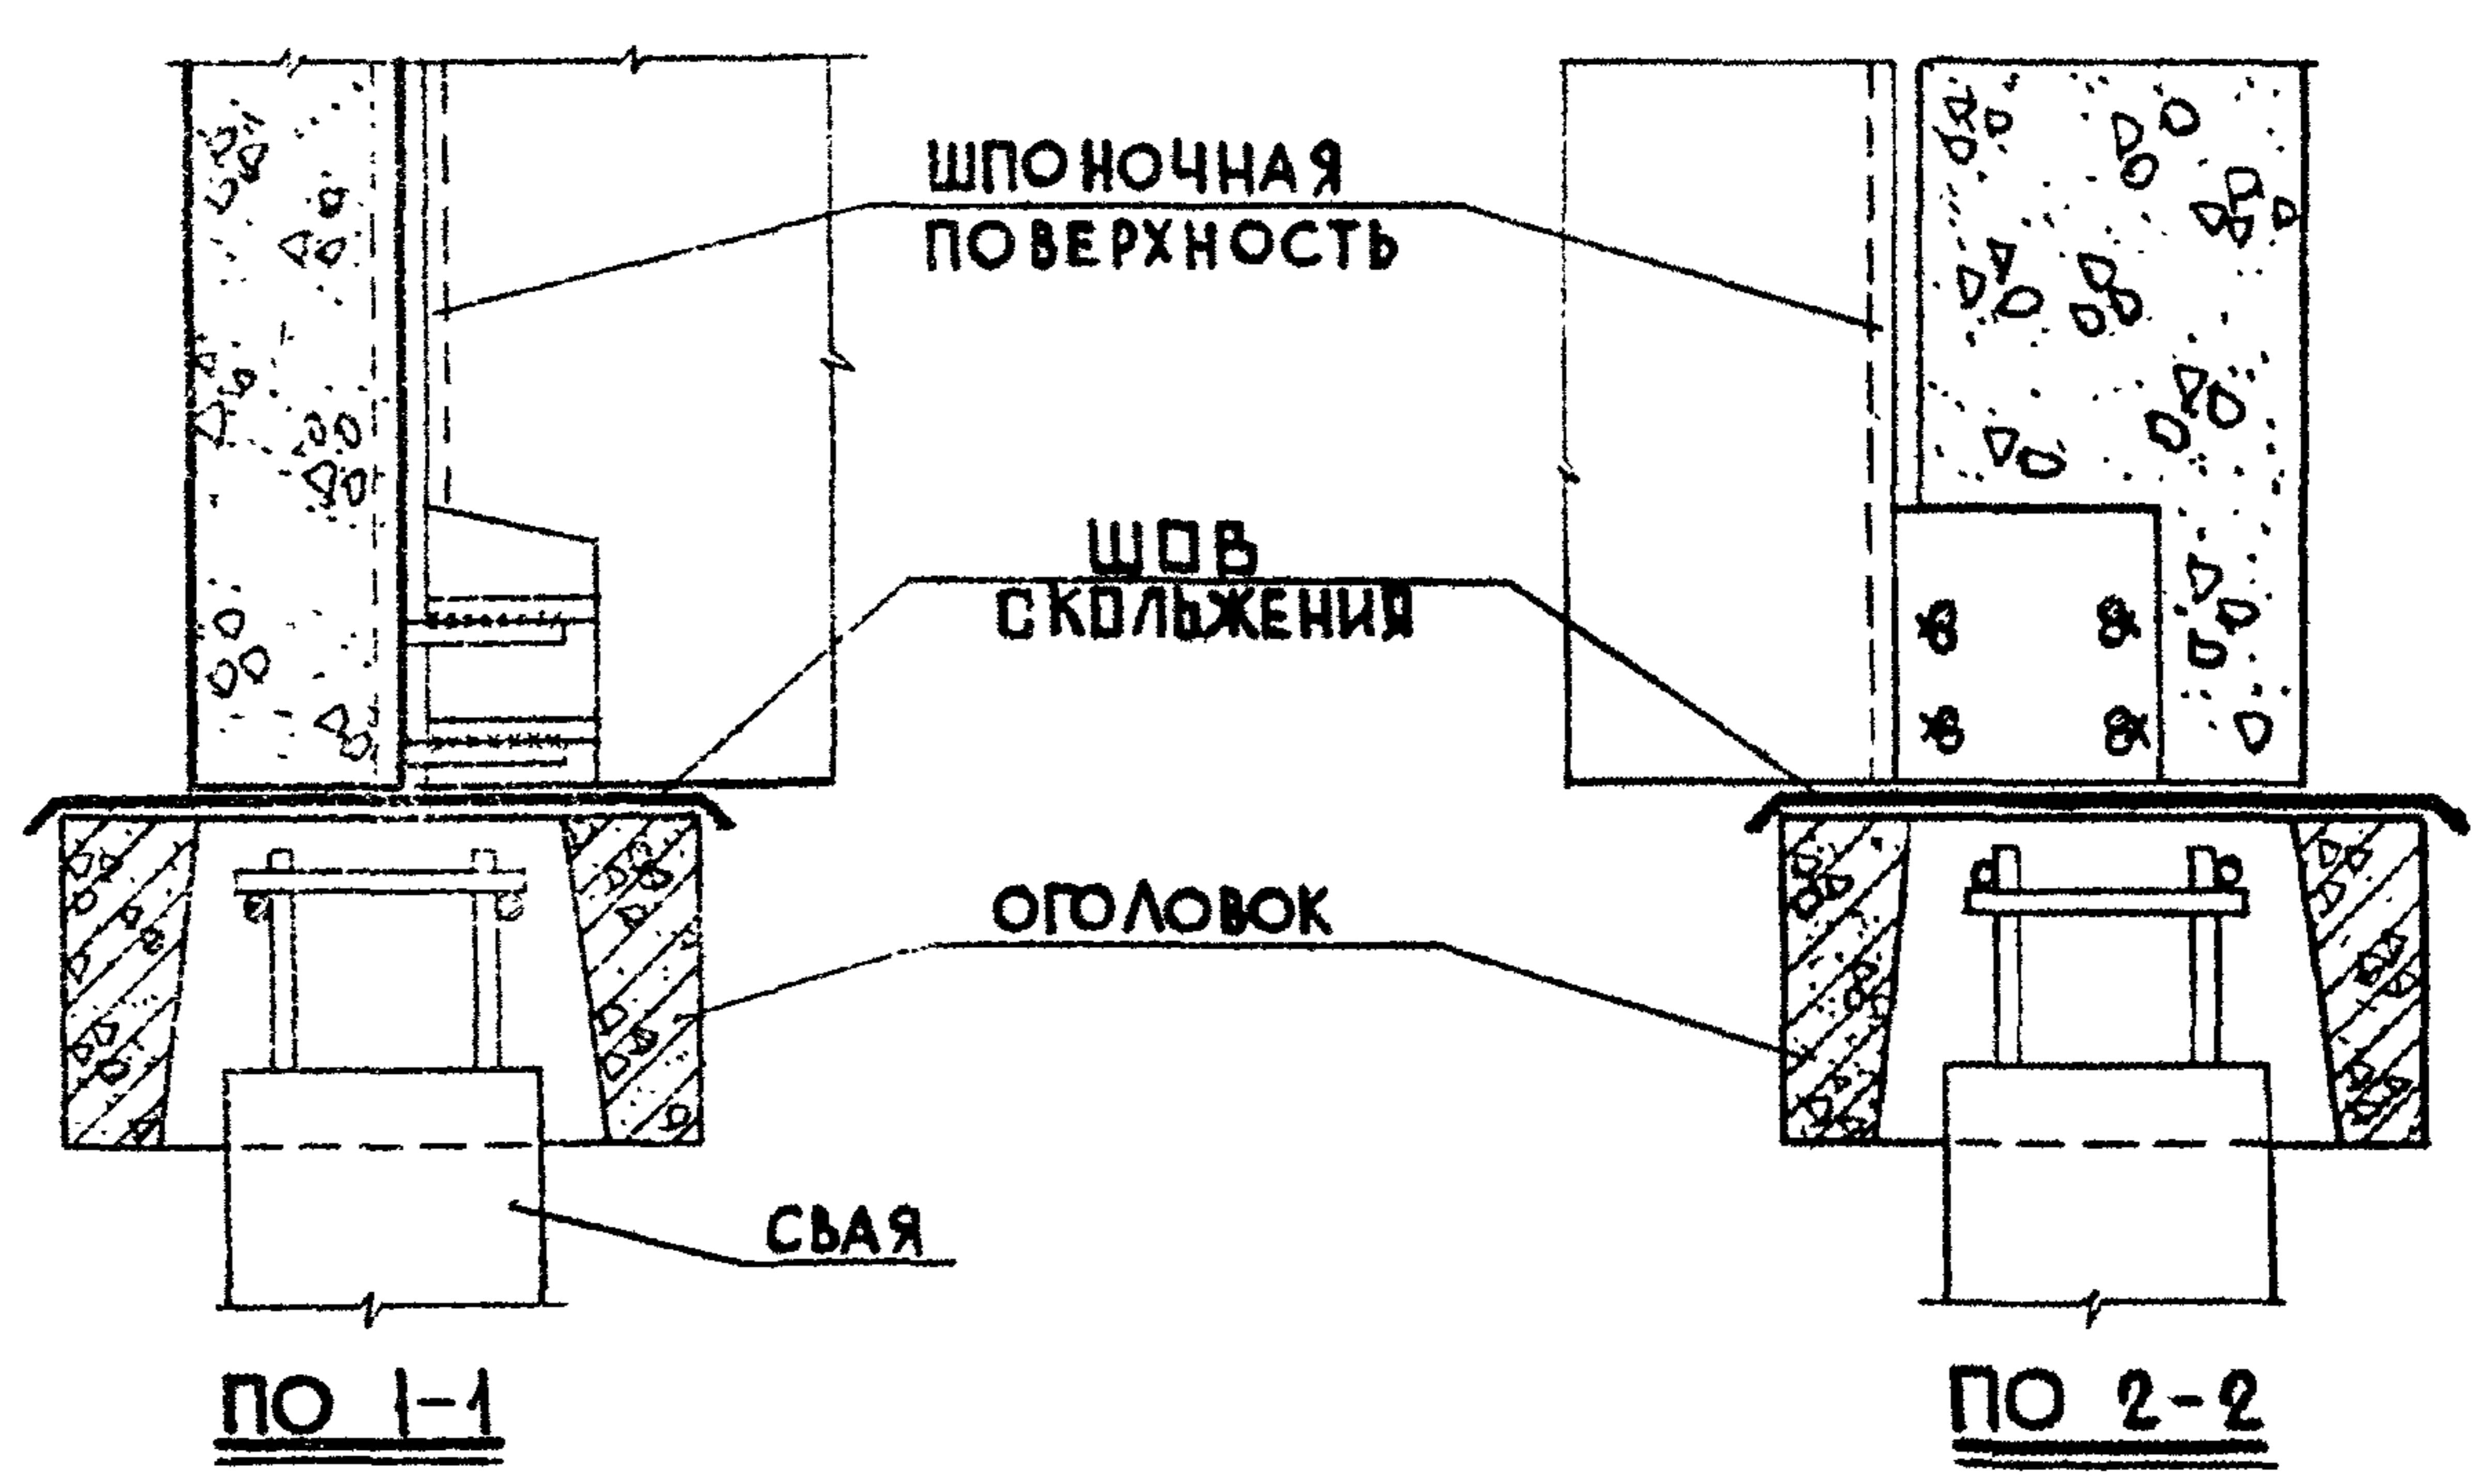 ШПОНОЧНАЯ
ПОВЕРХНОСТЬ
ШОВ
СКОЛЬЖЕНИЯ
ОГОЛОВОК
СВАЯ
ПО 1-1
ПО 2-2